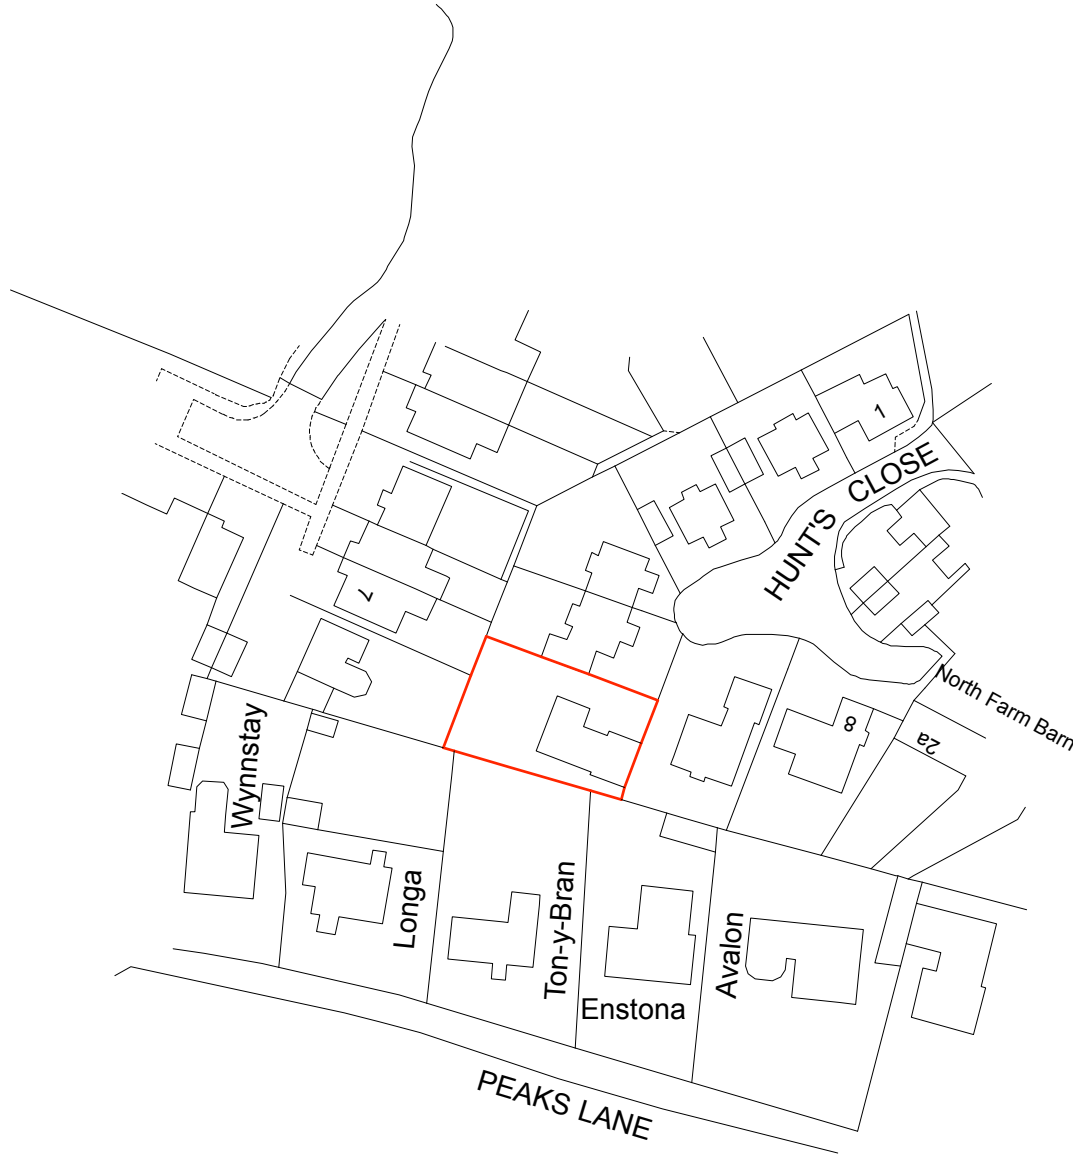 1
HUNT'S CLOSE
7
North Farm Barn
8
2a
Wynnstay
Longa
Ton-y-Bran
Avalon
Enstona
PEAKS LANE